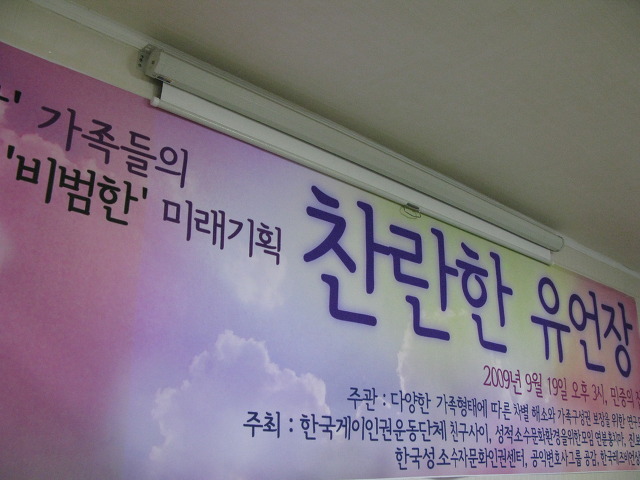 가족들의
'비범한' 미래기획
찬란한 유언장
2009년 9월 19일 오후 3시, 민중의
주관 : 다양한 가족형태에 따른 차별 해소와 가족구성권 보장을 위한
주최 : 한국게이인권운동단체 친구사이, 성적소수문화환경을위한모임 연분홍치마,
한국성소수자문화인권센터, 공익변호사그룹 공감,